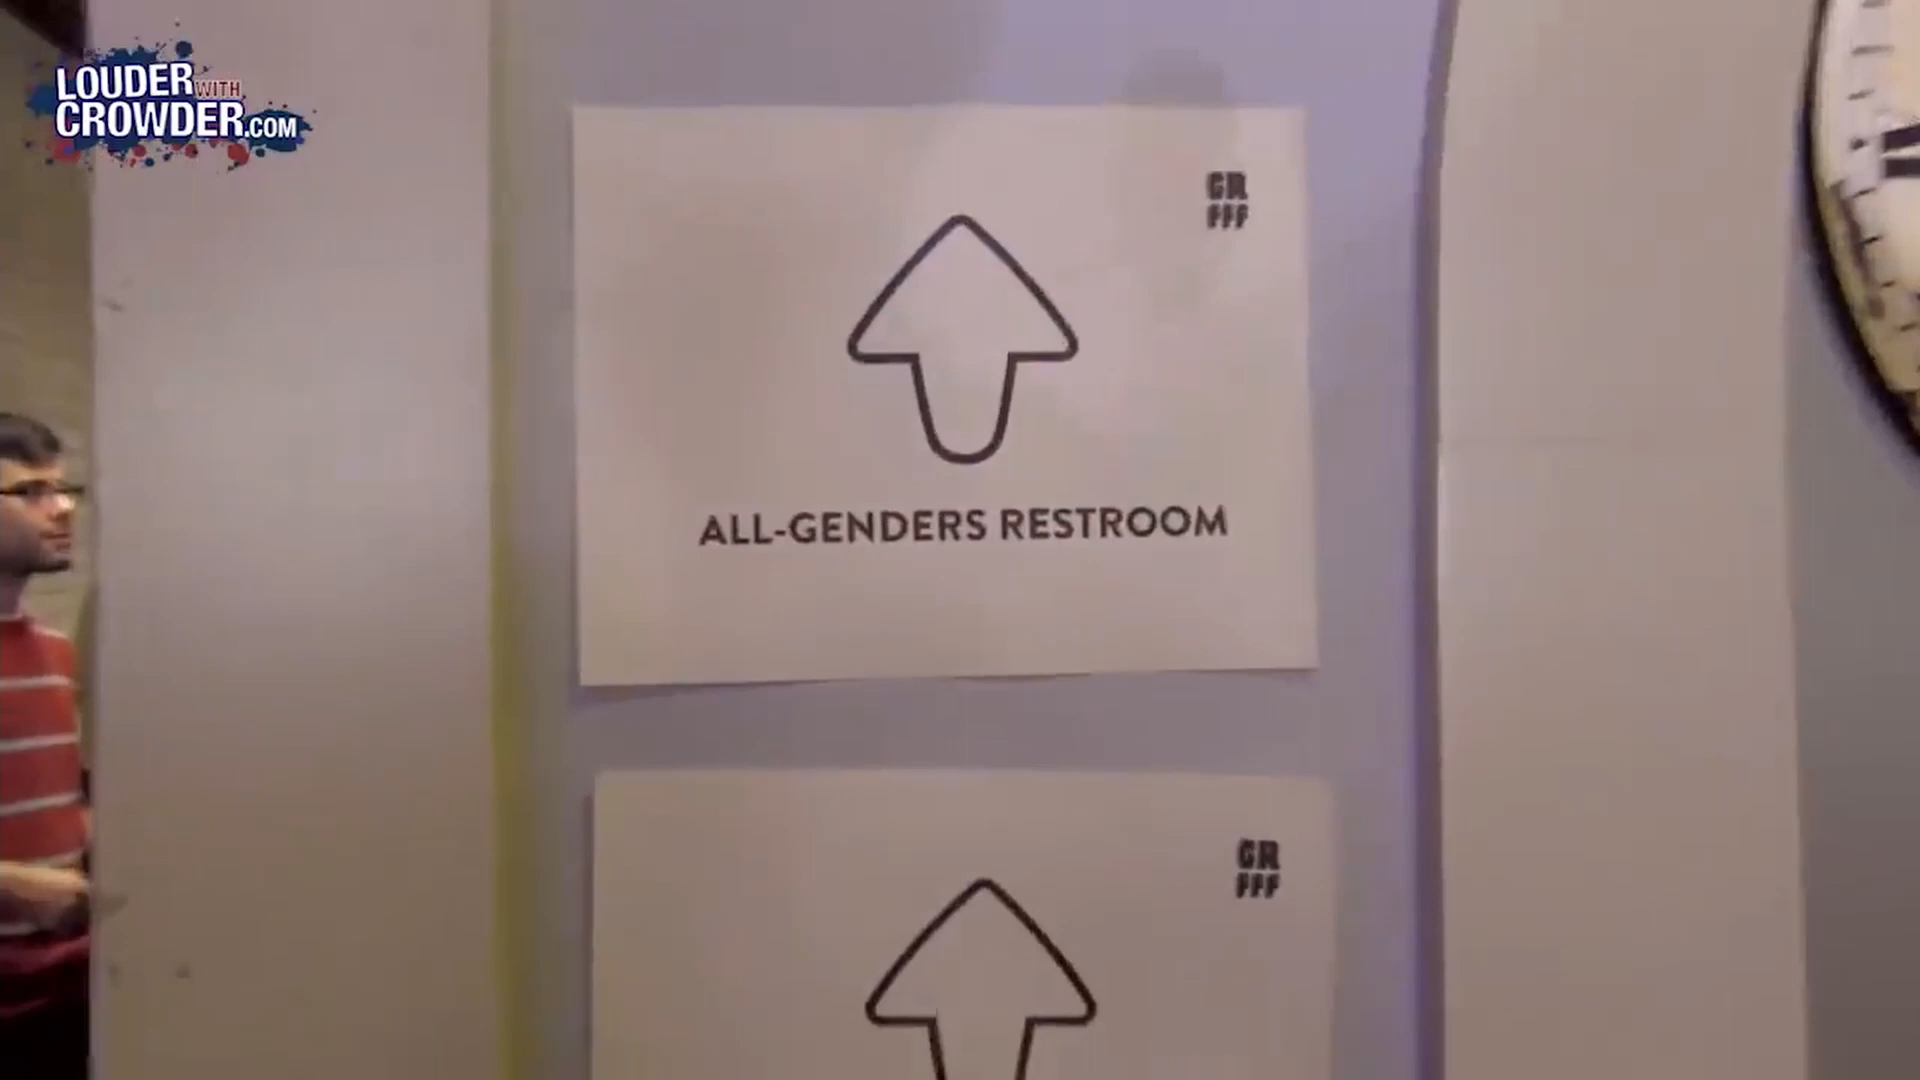 LOUDER WITH
CROWDER.COM
GR
FFF
ALL-GENDERS RESTROOM
GR
FFF